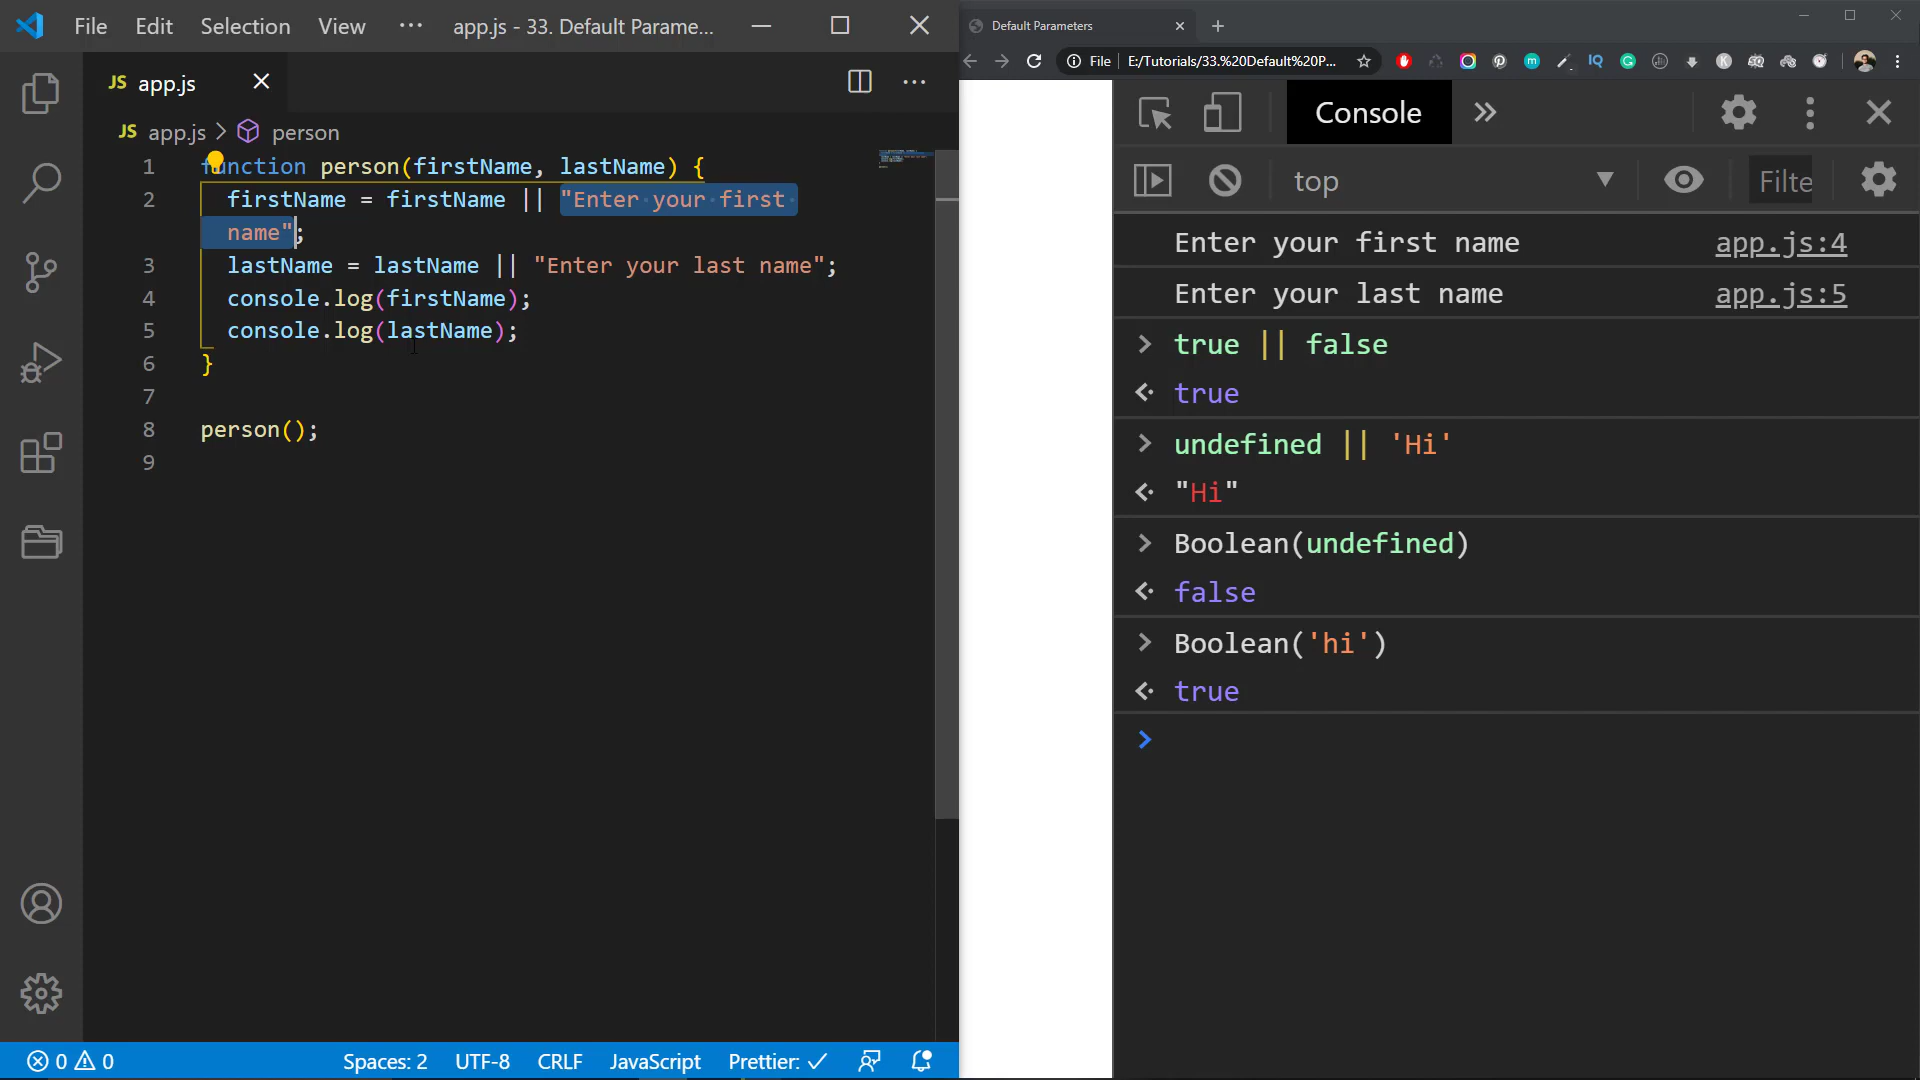 File Edit Selection View ··· app.js - 33. Default Parame...
JS app.js
JS app.js > person
1 function person(firstName, lastName) {
2 firstName = firstName || "Enter your first
name";
3 lastName = lastName || "Enter your last name";
4 console.log(firstName);
5 console.log(lastName);
6 }
7
8 person();
9
0 0 Spaces: 2 UTF-8 CRLF JavaScript Prettier: ✓
Default Parameters
File E:/Tutorials/33.%20Default%20P...
Console
top Filte
Enter your first name app.js:4
Enter your last name app.js:5
> true || false
true
> undefined || 'Hi'
"Hi"
> Boolean(undefined)
false
> Boolean('hi')
true
>